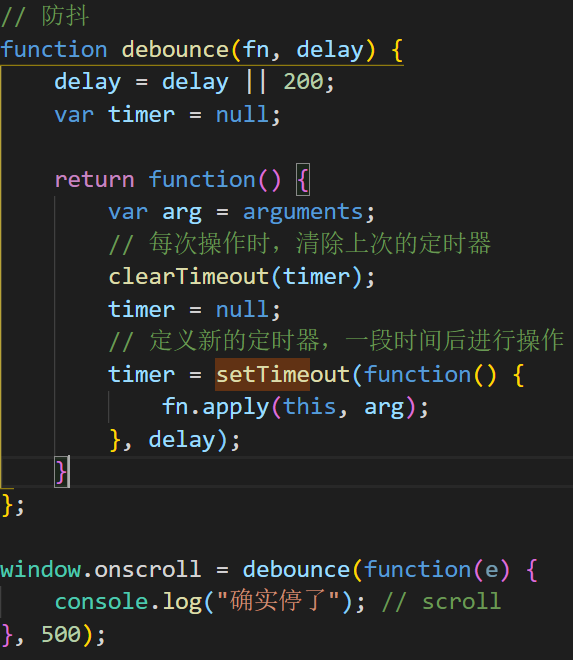 // 防抖
function debounce(fn, delay) {
    delay = delay || 200;
    var timer = null;

    return function() {
        var arg = arguments;
        // 每次操作时，清除上次的定时器
        clearTimeout(timer);
        timer = null;
        // 定义新的定时器，一段时间后进行操作
        timer = setTimeout(function() {
            fn.apply(this, arg);
        }, delay);
    }
};

window.onscroll = debounce(function(e) {
    console.log("确实停了"); // scroll
}, 500);